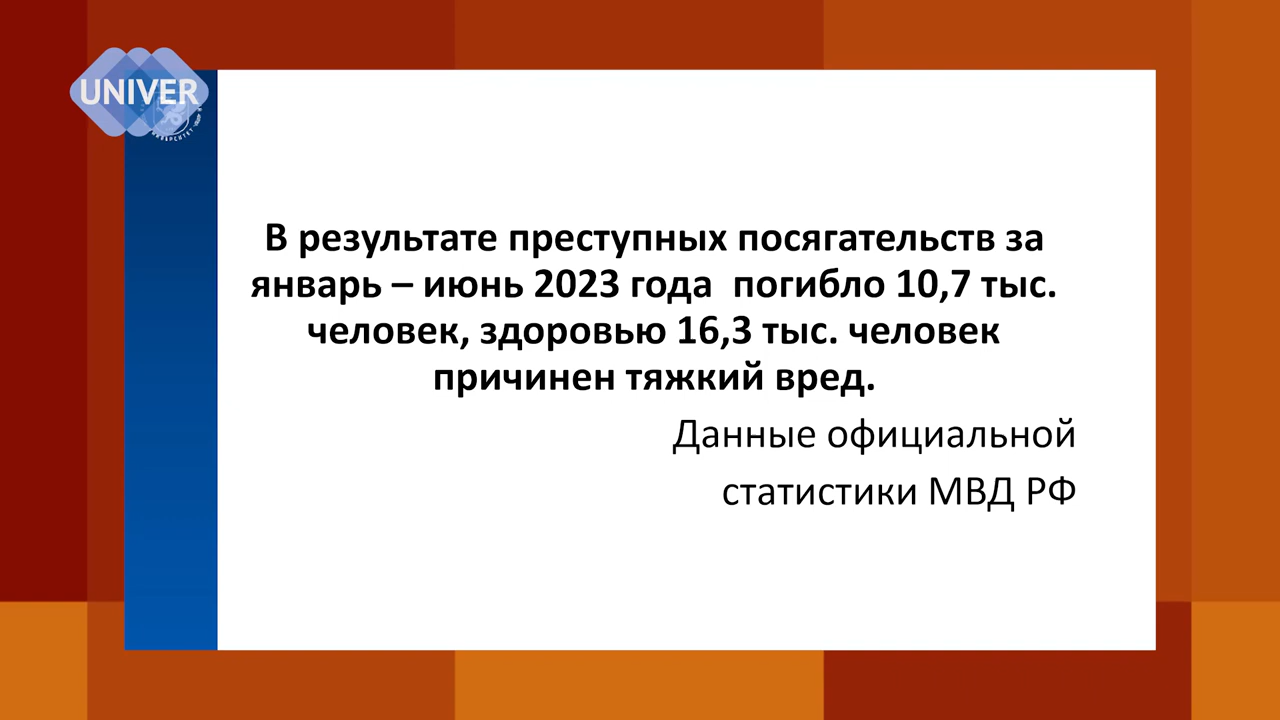 UNIVER
В результате преступных посягательств за
январь – июнь 2023 года погибло 10,7 тыс.
человек, здоровью 16,3 тыс. человек
причинен тяжкий вред.
Данные официальной
статистики МВД РФ